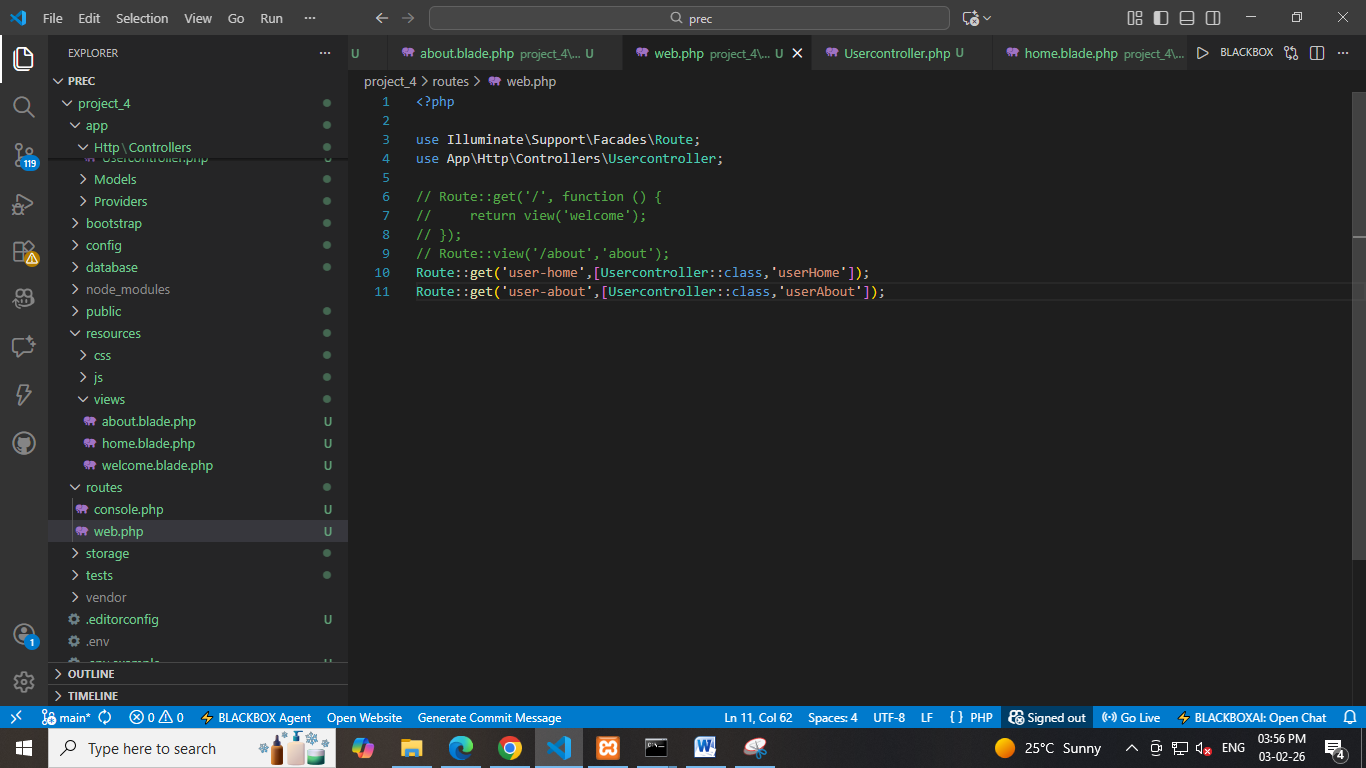 File Edit Selection View Go Run ···
prec
EXPLORER ···
U about.blade.php project_4\... U web.php project_4\... U Usercontroller.php U home.blade.php project_4\... BLACKBOX ···
PREC
project_4 > routes > web.php
project_4
app
Http \ Controllers
Usercontroller.php
Models
Providers
bootstrap
config
database
node_modules
public
resources
css
js
views
about.blade.php U
home.blade.php U
welcome.blade.php U
routes
console.php U
web.php U
storage
tests
vendor
.editorconfig U
.env
.env.example U
OUTLINE
TIMELINE
119
1
1 <?php
2
3 use Illuminate\Support\Facades\Route;
4 use App\Http\Controllers\Usercontroller;
5
6 // Route::get('/', function () {
7 //     return view('welcome');
8 // });
9 // Route::view('/about','about');
10 Route::get('user-home',[Usercontroller::class,'userHome']);
11 Route::get('user-about',[Usercontroller::class,'userAbout']);
main* 0 0 BLACKBOX Agent Open Website Generate Commit Message Ln 11, Col 62 Spaces: 4 UTF-8 LF { } PHP Signed out Go Live BLACKBOXAI: Open Chat
Type here to search 25°C Sunny ENG 03:56 PM
03-02-26 4